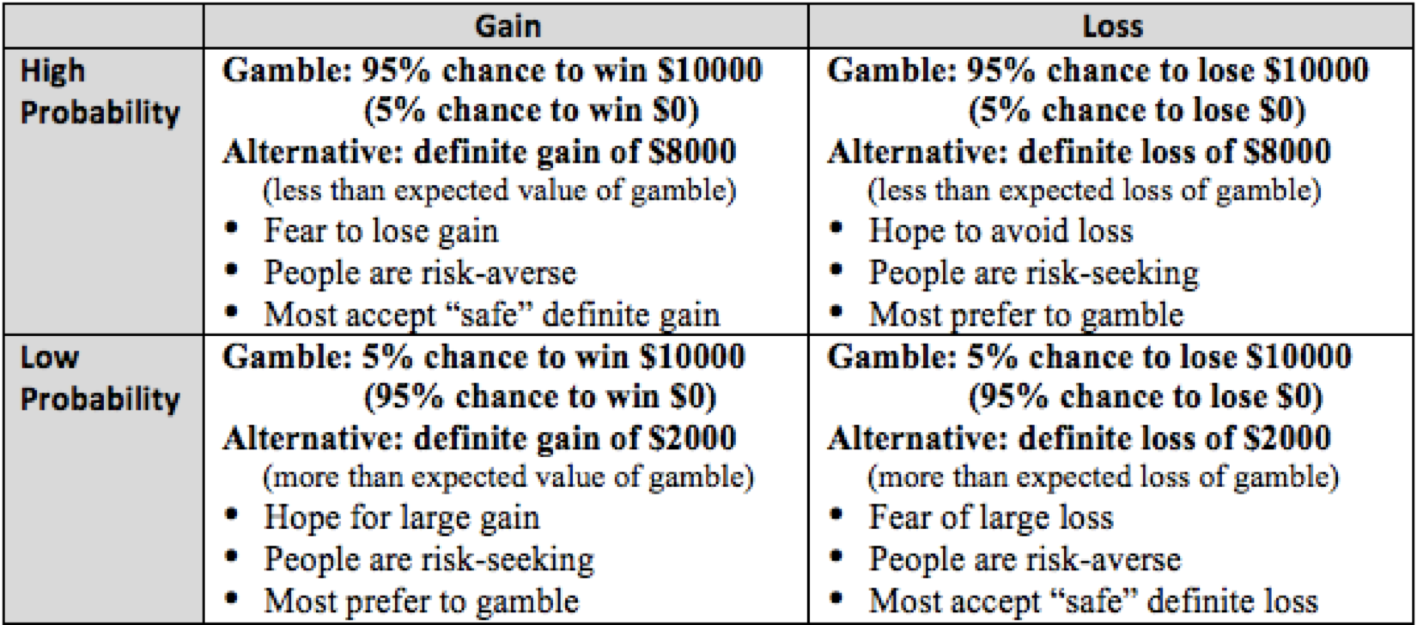 Gain
Loss
High
Probability
Gamble: 95% chance to win $10000
(5% chance to win $0)
Alternative: definite gain of $8000
(less than expected value of gamble)
• Fear to lose gain
• People are risk-averse
• Most accept “safe” definite gain
Gamble: 95% chance to lose $10000
(5% chance to lose $0)
Alternative: definite loss of $8000
(less than expected loss of gamble)
• Hope to avoid loss
• People are risk-seeking
• Most prefer to gamble
Low
Probability
Gamble: 5% chance to win $10000
(95% chance to win $0)
Alternative: definite gain of $2000
(more than expected value of gamble)
• Hope for large gain
• People are risk-seeking
• Most prefer to gamble
Gamble: 5% chance to lose $10000
(95% chance to lose $0)
Alternative: definite loss of $2000
(more than expected loss of gamble)
• Fear of large loss
• People are risk-averse
• Most accept “safe” definite loss